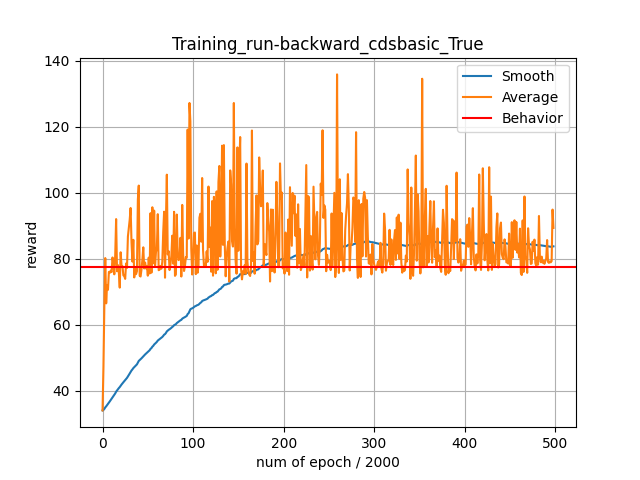 Training_run-backward_cdsbasic_True
140
120
100
80
60
40
reward
Smooth
Average
Behavior
0
100
200
300
400
500
num of epoch / 2000